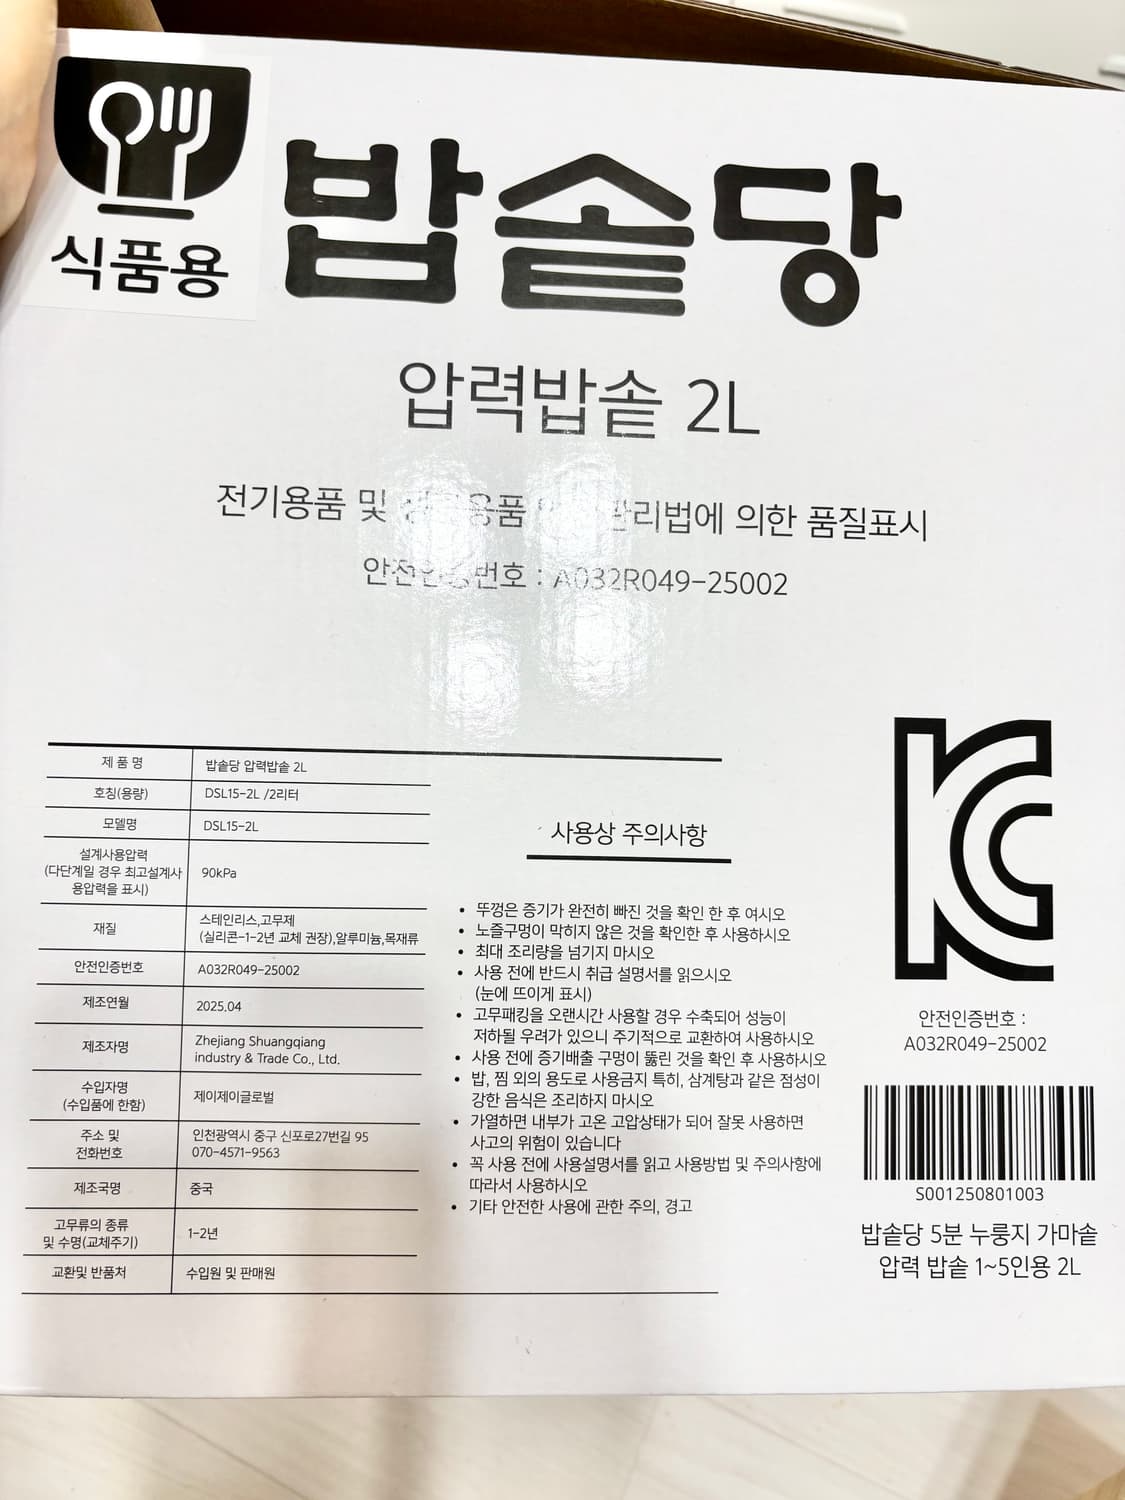 식품용
밥솥당
압력밥솥 2L
전기용품 및 용품 관리법에 의한 품질표시
안전인증번호 : A032R049-25002
제 품 명 밥솥당 압력밥솥 2L
호칭(용량) DSL15-2L /2리터
모델명 DSL15-2L
설계사용압력
(다단계일 경우 최고설계사
용압력을 표시)
90kPa
재질
스테인리스,고무제
(실리콘-1-2년 교체 권장),알루미늄,목재류
안전인증번호 A032R049-25002
제조연월 2025.04
제조자명
Zhejiang Shuangqiang
industry & Trade Co., Ltd.
수입자명
(수입품에 한함)
제이제이글로벌
주소 및
전화번호
인천광역시 중구 신포로27번길 95
070-4571-9563
제조국명 중국
고무류의 종류
및 수명(교체주기)
1-2년
교환및 반품처 수입원 및 판매원
사용상 주의사항
• 뚜껑은 증기가 완전히 빠진 것을 확인 한 후 여시오
• 노즐구멍이 막히지 않은 것을 확인한 후 사용하시오
• 최대 조리량을 넘기지 마시오
• 사용 전에 반드시 취급 설명서를 읽으시오
(눈에 뜨이게 표시)
• 고무패킹을 오랜시간 사용할 경우 수축되어 성능이
저하될 우려가 있으니 주기적으로 교환하여 사용하시오
• 사용 전에 증기배출 구멍이 뚫린 것을 확인 후 사용하시오
• 밥, 찜 외의 용도로 사용금지 특히, 삼계탕과 같은 점성이
강한 음식은 조리하지 마시오
• 가열하면 내부가 고온 고압상태가 되어 잘못 사용하면
사고의 위험이 있습니다
• 꼭 사용 전에 사용설명서를 읽고 사용방법 및 주의사항에
따라서 사용하시오
• 기타 안전한 사용에 관한 주의, 경고
KC
안전인증번호 :
A032R049-25002
S001250801003
밥솥당 5분 누룽지 가마솥
압력 밥솥 1~5인용 2L